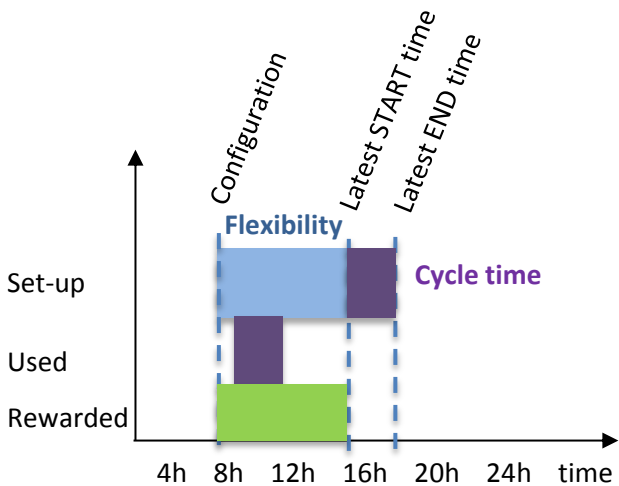 Configuration
Latest START time
Latest END time
Flexibility
Set-up
Cycle time
Used
Rewarded
4h 8h 12h 16h 20h 24h time